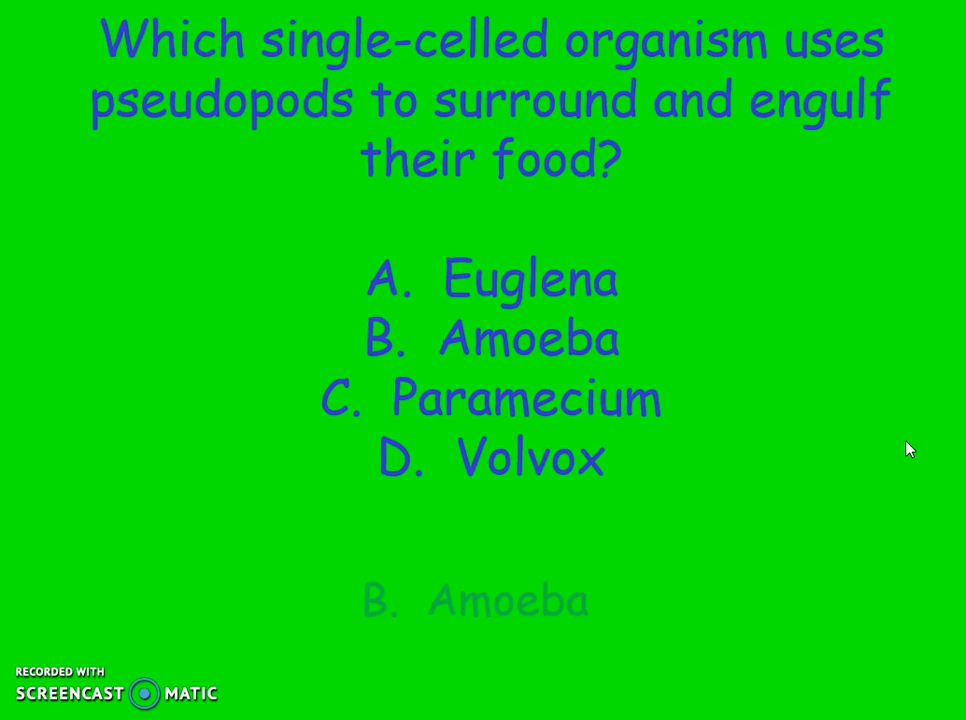 Which single-celled organism uses
pseudopods to surround and engulf
their food?
A. Euglena
B. Amoeba
C. Paramecium
D. Volvox
B. Amoeba
RECORDED WITH
SCREENCAST MATIC